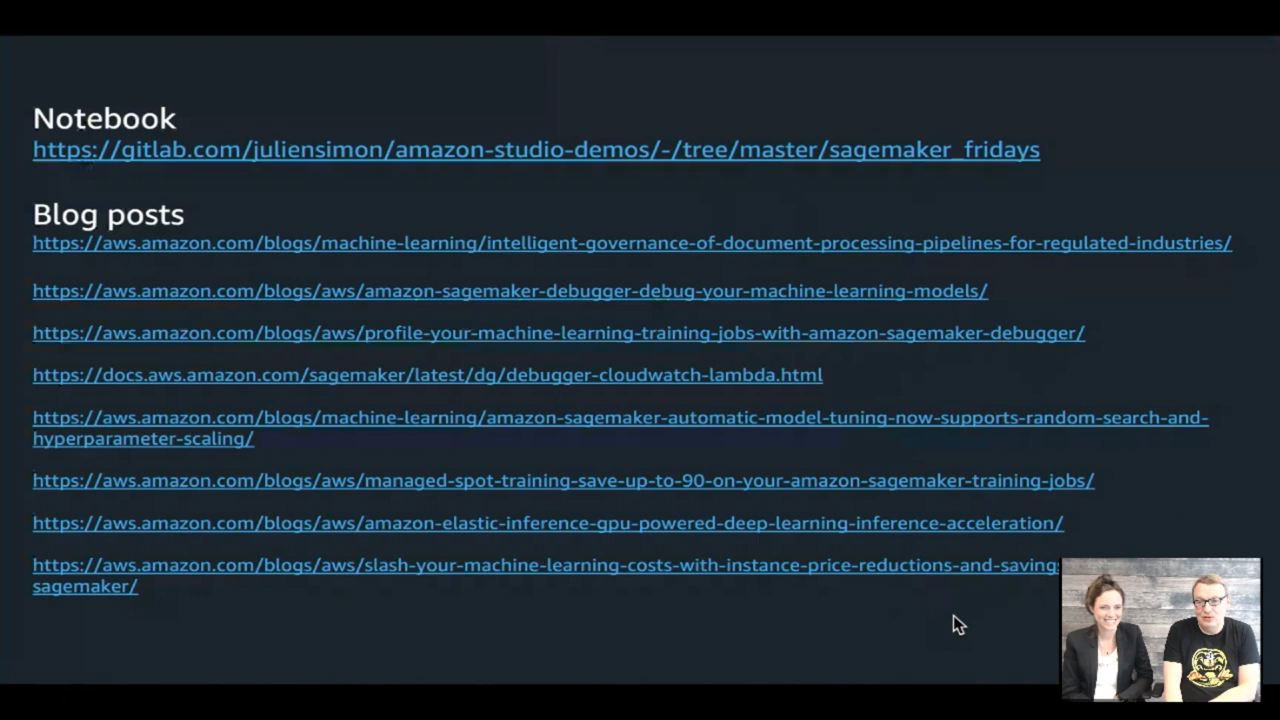 Notebook
https://gitlab.com/juliensimon/amazon-studio-demos/-/tree/master/sagemaker_fridays
Blog posts
https://aws.amazon.com/blogs/machine-learning/intelligent-governance-of-document-processing-pipelines-for-regulated-industries/
https://aws.amazon.com/blogs/aws/amazon-sagemaker-debugger-debug-your-machine-learning-models/
https://aws.amazon.com/blogs/aws/profile-your-machine-learning-training-jobs-with-amazon-sagemaker-debugger/
https://docs.aws.amazon.com/sagemaker/latest/dg/debugger-cloudwatch-lambda.html
https://aws.amazon.com/blogs/machine-learning/amazon-sagemaker-automatic-model-tuning-now-supports-random-search-and-
hyperparameter-scaling/
https://aws.amazon.com/blogs/aws/managed-spot-training-save-up-to-90-on-your-amazon-sagemaker-training-jobs/
https://aws.amazon.com/blogs/aws/amazon-elastic-inference-gpu-powered-deep-learning-inference-acceleration/
https://aws.amazon.com/blogs/aws/slash-your-machine-learning-costs-with-instance-price-reductions-and-saving
sagemaker/